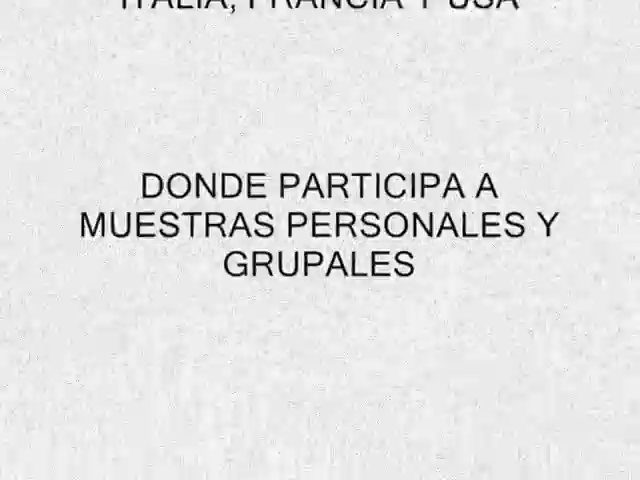 ITALIA, FRANCIA Y USA
DONDE PARTICIPA A
MUESTRAS PERSONALES Y
GRUPALES